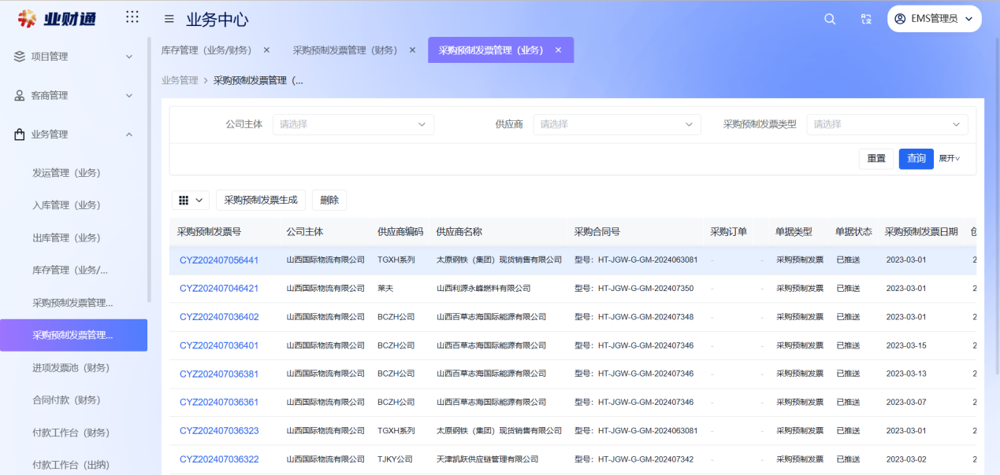 业财通
业务中心
EMS管理员
项目管理
客商管理
业务管理
发运管理（业务）
入库管理（业务）
出库管理（业务）
库存管理（业务/...
采购预制发票管理...
采购预制发票管理...
进项发票池（财务）
合同付款（财务）
付款工作台（财务）
付款工作台（出纳）
库存管理（业务/财务） ×
采购预制发票管理（财务） ×
采购预制发票管理（业务） ×
业务管理 > 采购预制发票管理（...
公司主体 请选择 供应商 请选择 采购预制发票类型 请选择
重置 查询 展开
采购预制发票生成 删除
采购预制发票号 公司主体 供应商编码 供应商名称 采购合同号 采购订单 单据类型 单据状态 采购预制发票日期
CYZ202407056441 山西国际物流有限公司 TGXH系列 太原钢铁（集团）现货销售有限公司 型号：HT-JGW-G-GM-2024063081 - - 采购预制发票 已推送 2023-03-01 2
CYZ202407046421 山西国际物流有限公司 莱夫 山西利源永峰燃料有限公司 型号：HT-JGW-G-GM-202407350 - - 采购预制发票 已推送 2023-03-01 2
CYZ202407036402 山西国际物流有限公司 BCZH公司 山西百草志海国际能源有限公司 型号：HT-JGW-G-GM-202407348 - - 采购预制发票 已推送 2023-03-01 2
CYZ202407036401 山西国际物流有限公司 BCZH公司 山西百草志海国际能源有限公司 型号：HT-JGW-G-GM-202407346 - - 采购预制发票 已推送 2023-03-15 2
CYZ202407036381 山西国际物流有限公司 BCZH公司 山西百草志海国际能源有限公司 型号：HT-JGW-G-GM-202407346 - - 采购预制发票 已推送 2023-03-13 2
CYZ202407036361 山西国际物流有限公司 BCZH公司 山西百草志海国际能源有限公司 型号：HT-JGW-G-GM-202407346 - - 采购预制发票 已推送 2023-03-07 2
CYZ202407036323 山西国际物流有限公司 TGXH系列 太原钢铁（集团）现货销售有限公司 型号：HT-JGW-G-GM-2024063081 - - 采购预制发票 已推送 2023-03-01 2
CYZ202407036322 山西国际物流有限公司 TJKY公司 天津凯跃供应链管理有限公司 型号：HT-JGW-G-GM-202407342 - - 采购预制发票 已推送 2023-03-02 2